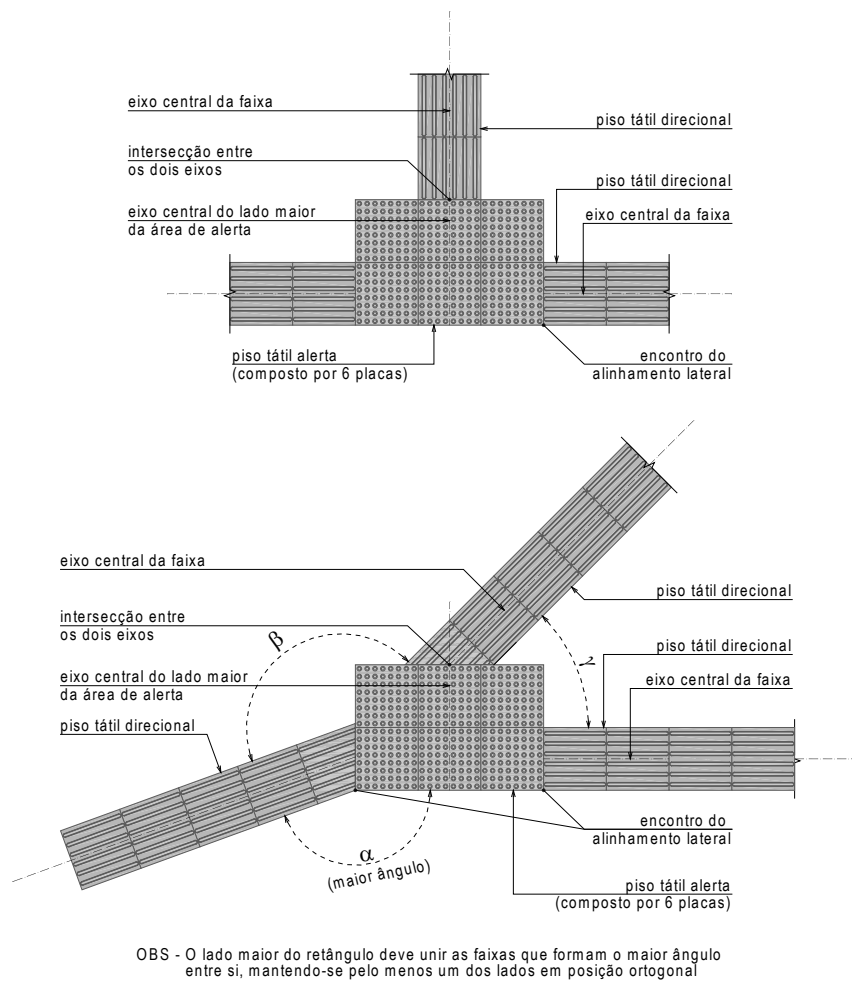 eixo central da faixa
piso tátil direcional
intersecção entre
os dois eixos
piso tátil direcional
eixo central do lado maior
da área de alerta
eixo central da faixa
piso tátil alerta
(composto por 6 placas)
encontro do
alinhamento lateral
eixo central da faixa
piso tátil direcional
intersecção entre
os dois eixos
β
piso tátil direcional
γ
eixo central do lado maior
da área de alerta
eixo central da faixa
piso tátil direcional
encontro do
alinhamento lateral
α
(maior ângulo)
piso tátil alerta
(composto por 6 placas)
OBS - O lado maior do retângulo deve unir as faixas que formam o maior ângulo
entre si, mantendo-se pelo menos um dos lados em posição ortogonal